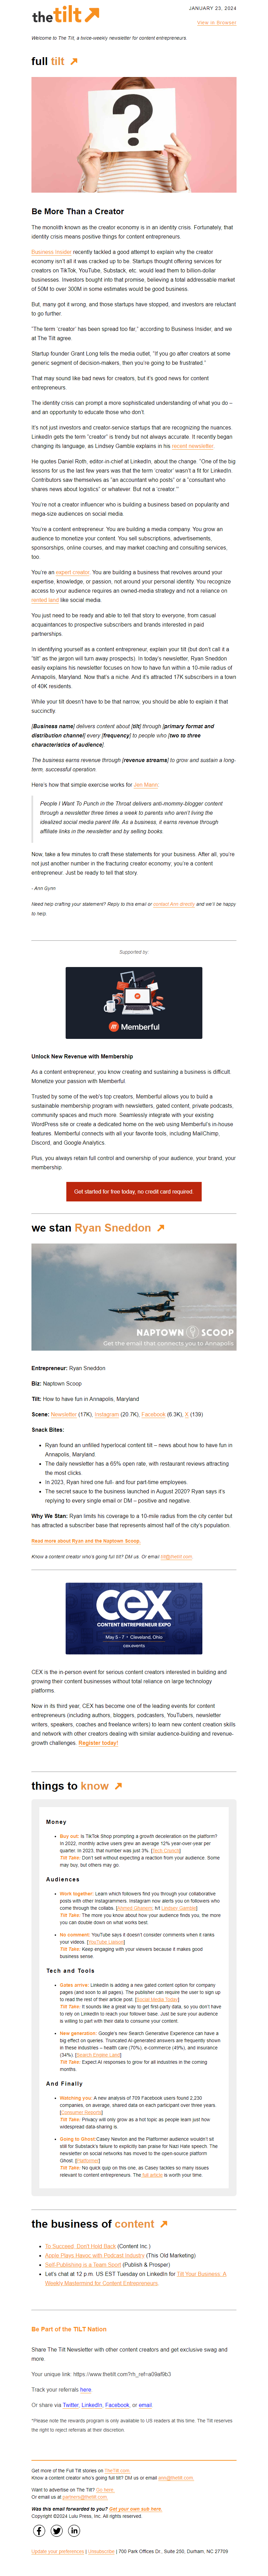 the tilt
JANUARY 23, 2024
View in Browser
Welcome to The Tilt, a twice-weekly newsletter for content entrepreneurs
full tilt
?
Be More Than a Creator
The monolith known as the creator economy is in an identity crisis. Fortunately, that
identity crisis means positive things for content entrepreneurs.
Business Insider recently tackled a good attempt to explain why the creator
economy isn't all it was cracked up to be. Startups thought offering services for
creators on TikTok, YouTube, Substack, etc. would lead them to billion-dollar
businesses. Investors bought into that promise, believing a total addressable market
of 50M to over 300M in some estimates would be good business.
But, many got it wrong, and those startups have stopped, and investors are reluctant
to go further.
"The term 'creator' has been spread too far," according to Business Insider, and we
at The Tilt agree.
Startup founder Grant Long tells the media outlet, "If you go after creators at some
generic segment of decision-makers, then you're going to be frustrated."
That may sound like bad news for creators, but it's good news for content
entrepreneurs.
The identity crisis can prompt a more sophisticated understanding of what you do –
and an opportunity to educate those who don't.
It's not just investors and creator-service startups that are recognizing the nuances.
LinkedIn gets the term "creator" is trendy but not always accurate. It recently began
changing its language, as Lindsey Gamble explains in his recent newsletter.
He quotes Daniel Roth, editor-in-chief at LinkedIn, about the change. "One of the big
lessons for us the last few years was that the term 'creator' wasn't a fit for LinkedIn.
Contributors saw themselves as "an accountant who posts" or "a consultant who
shares news about logistics" or whatever. But not a 'creator.'"
You're not a creator influencer who is building a business based on popularity and
mega-size audiences on social media.
You're a content entrepreneur. You are building a media company. You grow an
audience to monetize your content. You sell subscriptions, advertisements,
sponsorships, online courses, and may market coaching and consulting services,
too.
You're an expert creator. You are building a business that revolves around your
expertise, knowledge, or passion, not around your personal identity. You recognize
access to your audience requires an owned-media strategy and not a reliance on
rented land like social media.
You just need to be ready and able to tell that story to everyone, from casual
acquaintances to prospective subscribers and brands interested in paid
partnerships.
In identifying yourself as a content entrepreneur, explain your tilt (but don't call it a
"tilt" as the jargon will turn away prospects). In today's newsletter, Ryan Sneddon
easily explains his newsletter focuses on how to have fun within a 10-mile radius of
Annapolis, Maryland. Now that's a niche. And it's attracted 17K subscribers in a town
of 40K residents.
While your tilt doesn't have to be that narrow, you should be able to explain it that
succinctly.
[Business name] delivers content about [tilt] through [primary format and
distribution channel] every [frequency] to people who [two to three
characteristics of audience].
The business earns revenue through [revenue streams] to grow and sustain a long-
term, successful operation.
Here's how that simple exercise works for Jen Mann:
People I Want To Punch in the Throat delivers anti-mommy-blogger content
through a newsletter three times a week to parents who aren't living the
idealized social media parent life. As a business, it earns revenue through
affiliate links in the newsletter and by selling books.
Now, take a few minutes to craft these statements for your business. After all, you're
not just another number in the fracturing creator economy; you're a content
entrepreneur. Just be ready to tell that story.
- Ann Gynn
Need help crafting your statement? Reply to this email or contact Ann directly and we'll be happy
to help.
Supported by:
Memberful
Unlock New Revenue with Membership
As a content entrepreneur, you know creating and sustaining a business is difficult.
Monetize your passion with Memberful.
Trusted by some of the web's top creators, Memberful allows you to build a
sustainable membership program with newsletters, gated content, private podcasts,
community spaces and much more. Seamlessly integrate with your existing
WordPress site or create a dedicated home on the web using Memberful's in-house
features. Memberful connects with all your favorite tools, including MailChimp,
Discord, and Google Analytics.
Plus, you always retain full control and ownership of your audience, your brand, your
membership.
Get started for free today, no credit card required.
we stan Ryan Sneddon
NAPTOWN SCOOP
Get the email that connects you to Annapolis
Entrepreneur: Ryan Sneddon
Biz: Naptown Scoop
Tilt: How to have fun in Annapolis, Maryland
Scene: Newsletter (17K), Instagram (20.7K), Facebook (6.3K), X (139)
Snack Bites:
Ryan found an unfilled hyperlocal content tilt – news about how to have fun in
Annapolis, Maryland.
The daily newsletter has a 65% open rate, with restaurant reviews attracting
the most clicks.
In 2023, Ryan hired one full- and four part-time employees.
The secret sauce to the business launched in August 2020? Ryan says it's
replying to every single email or DM – positive and negative.
Why We Stan: Ryan limits his coverage to a 10-mile radius from the city center but
has attracted a subscriber base that represents almost half of the city's population.
Read more about Ryan and the Naptown Scoop.
Know a content creator who's going full tilt? DM us. Or email tilt@thetilt.com.
cex
CONTENT ENTREPRENEUR EXPO
May 5 - 7 • Cleveland, Ohio
cex.events
CEX is the in-person event for serious content creators interested in building and
growing their content businesses without total reliance on large technology
platforms.
Now in its third year, CEX has become one of the leading events for content
entrepreneurs (including authors, bloggers, podcasters, YouTubers, newsletter
writers, speakers, coaches and freelance writers) to learn new content creation skills
and network with other creators dealing with similar audience-building and revenue-
growth challenges. Register today!
things to know
Money
Buy out: Is TikTok Shop prompting a growth deceleration on the platform?
In 2022, monthly active users grew an average 12% year-over-year per
quarter. In 2023, that number was just 3%. [Tech Crunch]
Tilt Take: Don't sell without expecting a reaction from your audience. Some
may buy, but others may go.
Audiences
Work together: Learn which followers find you through your collaborative
posts with other Instagrammers. Instagram now alerts you on followers who
come through the collabs. [Ahmed Ghanem; h/t Lindsey Gamble]
Tilt Take: The more you know about how your audience finds you, the more
you can double down on what works best.
No comment: YouTube says it doesn't consider comments when it ranks
your videos. [YouTube Liaison]
Tilt Take: Keep engaging with your viewers because it makes good
business sense.
Tech and Tools
Gates arrive: LinkedIn is adding a new gated-content option for company
pages (and soon to all pages). The publisher can require the user to sign up
to read the rest of their article post. [Social Media Today]
Tilt Take: It sounds like a great way to get first-party data, so you don't have
to rely on LinkedIn to reach your follower base. Just be sure your audience
is willing to part with their data to consume your content.
New generation: Google's new Search Generative Experience can have a
big effect on some publishers. Truncating AI-generated answers are frequently shown
in these industries – health care (70%), e-commerce (49%), and insurance
(34%). [Search Engine Land]
Tilt Take: Expect AI responses to grow for all industries in the coming
months.
And Finally
Watching you: A new analysis of 709 Facebook users found 2,230
companies, on average, shared data on each participant over three years.
[Consumer Reports]
Tilt Take: Privacy will only grow as a hot topic as people learn just how
widespread data-sharing is.
Going to Ghost: Casey Newton and the Platformer audience wouldn't sit
still for Substack's failure to explicitly ban praise for Nazi Hate speech. The
newsletter on social networks has moved to the open-source platform
Ghost. [Platformer]
Tilt Take: No quick quip on this one, as Casey tackles so many issues
relevant to content entrepreneurs. The full article is worth your time.
the business of content
To Succeed, Don't Hold Back (Content Inc.)
Apple Plays Havoc with Podcast Industry (This Old Marketing)
Self Publishing is a Team Sport (Publish & Prosper)
Let's chat at 12 p.m. US EST Tuesday on LinkedIn for Tilt Your Business: A
Weekly Mastermind for Content Entrepreneurs.
Be Part of the TILT Nation
Share The Tilt Newsletter with other content creators and get exclusive swag and
more.
Track your referrals here.
Or share via Twitter, LinkedIn, Facebook, or email.
*Please note the rewards program is only available to US readers at this time. The Tilt reserves
the right to reject referrals at their discretion.
Get more of the Full Tilt stories on TheTilt.com.
Know a content creator who's going full tilt? DM us or email ann@thetilt.com.
Want to advertise on The Tilt? Go here.
Or email us at partners@thetilt.com.
Was this email forwarded to you? Get your own suit here.
Copyright ©2024 Lulu Press, Inc. All rights reserved.
Update your preferences | Unsubscribe | 700 Park Offices Dr., Suite 200, Durham, NC 27709